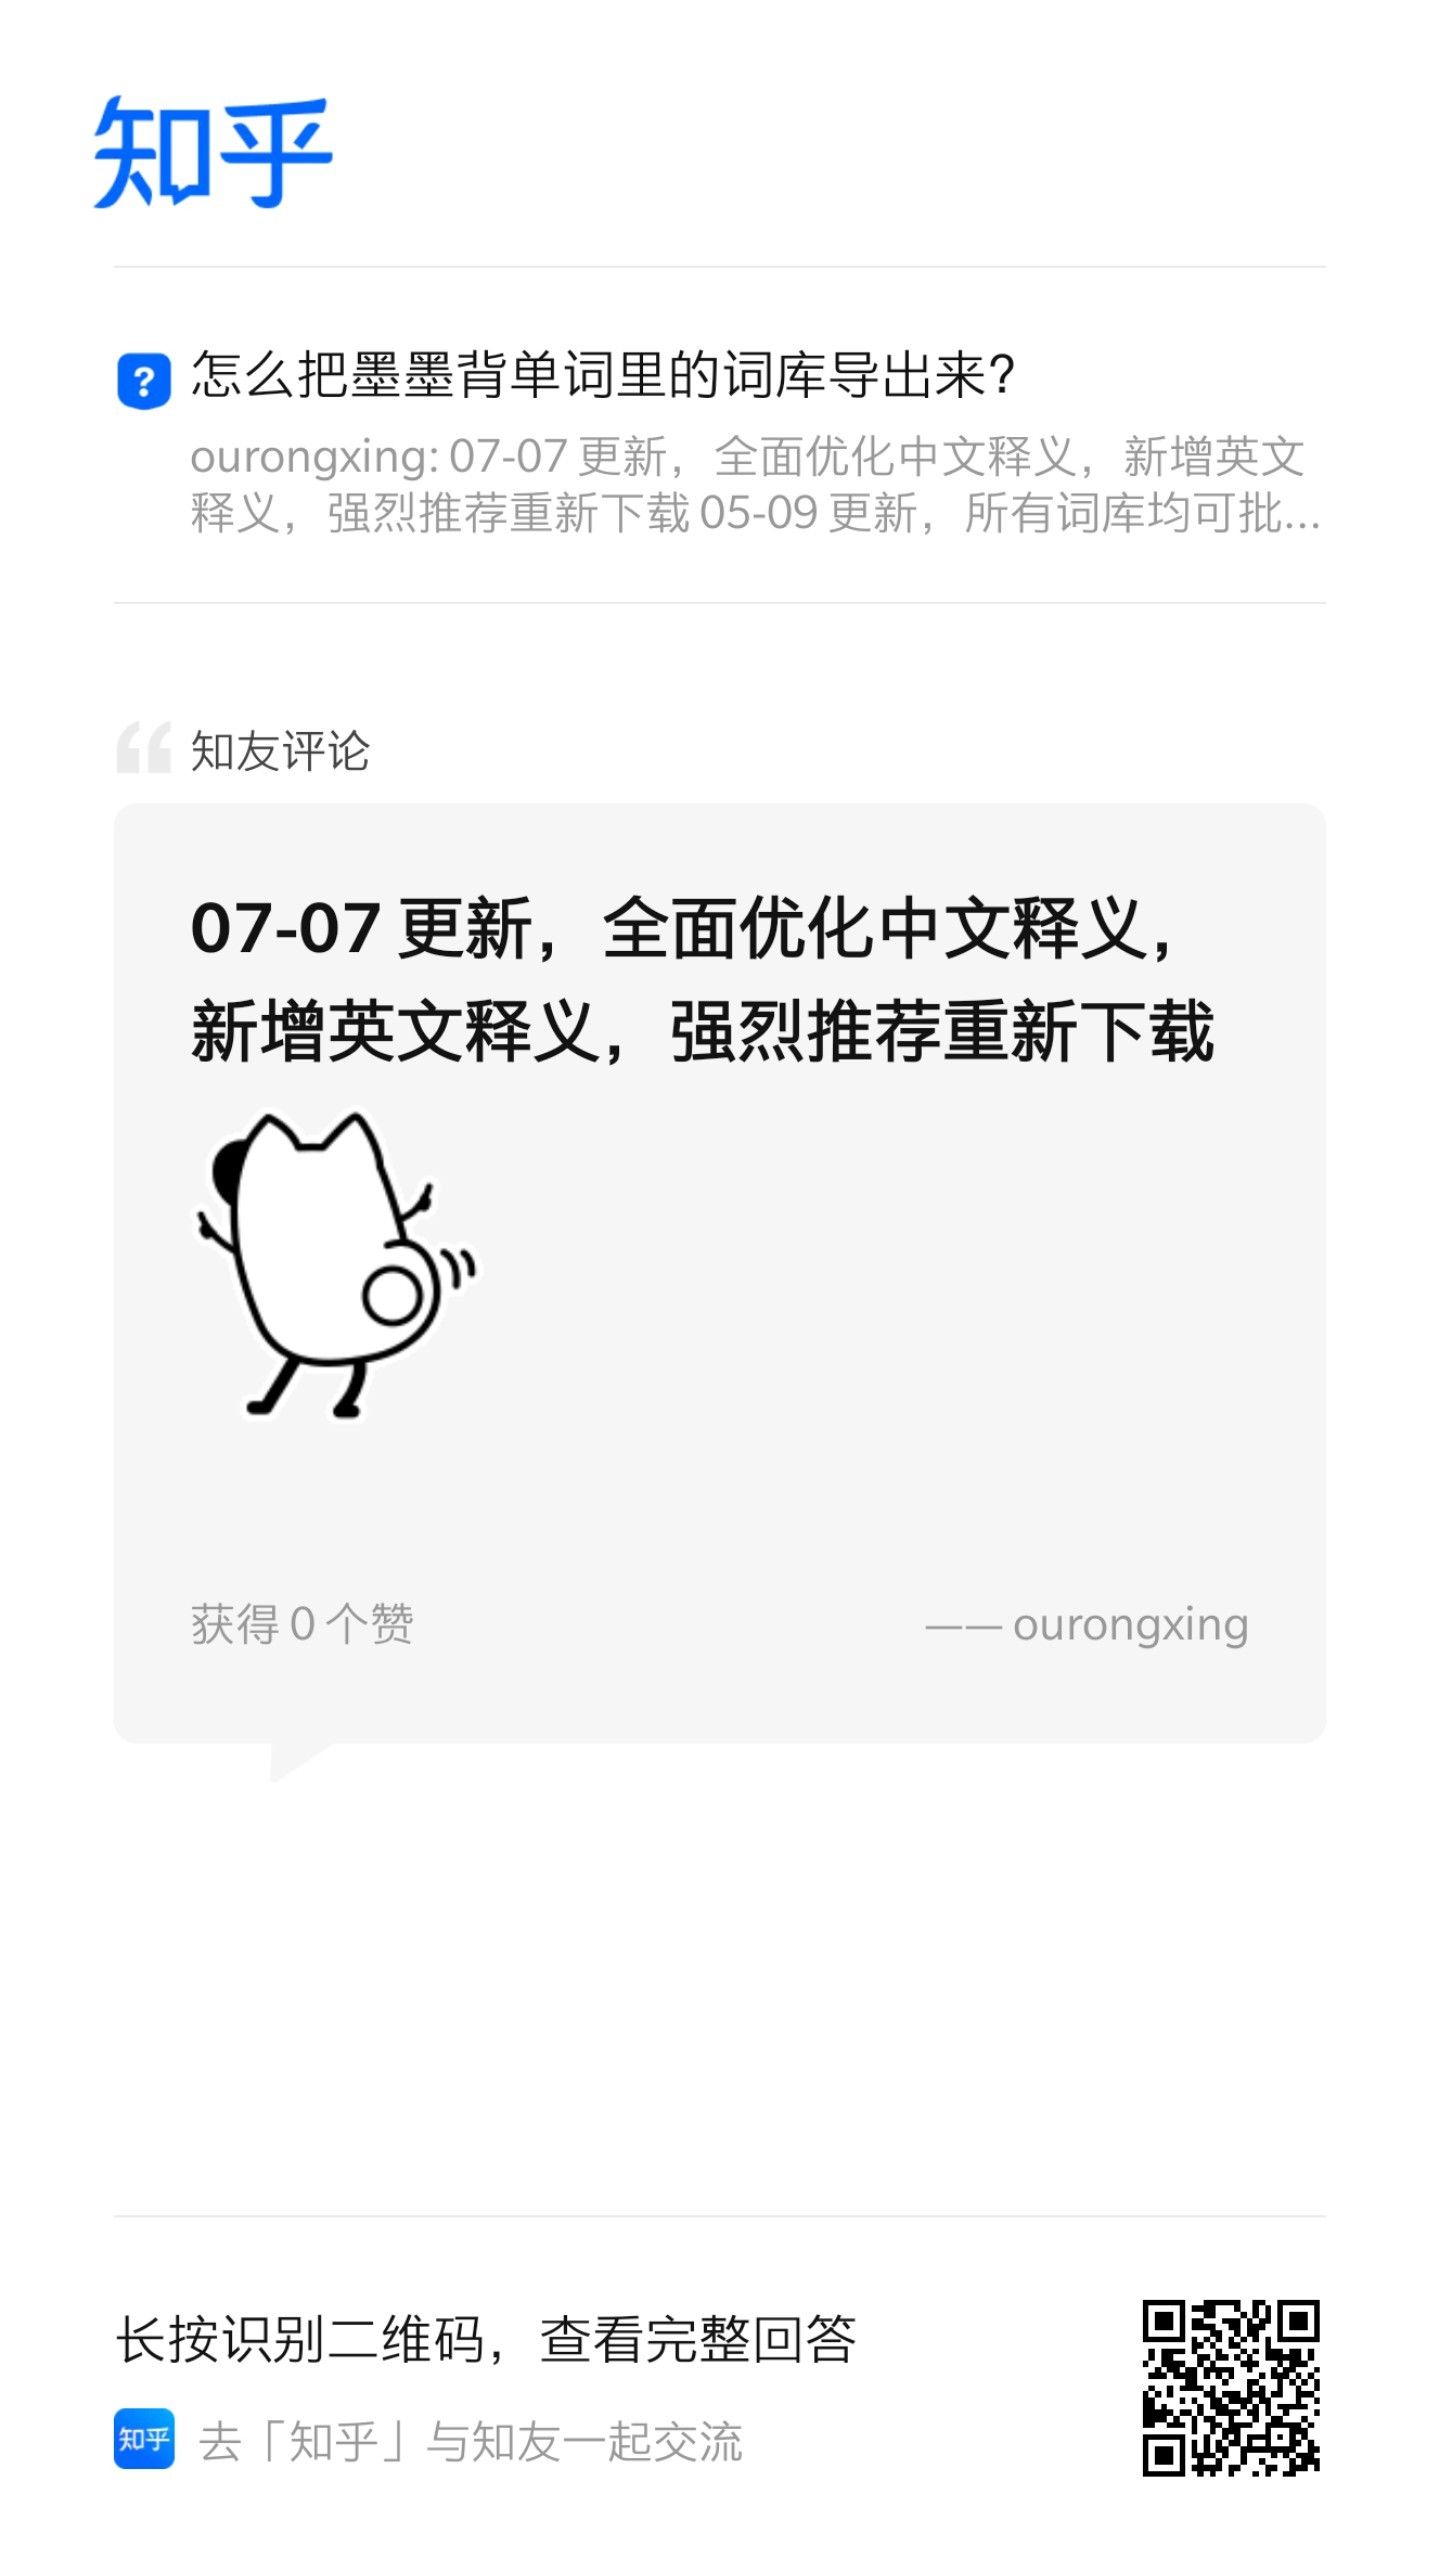 知乎
怎么把墨墨背单词里的词库导出来？
ourongxing: 07-07 更新，全面优化中文释义，新增英文
释义，强烈推荐重新下载 05-09 更新，所有词库均可批...
知友评论
07-07 更新，全面优化中文释义，
新增英文释义，强烈推荐重新下载
获得 0 个赞
—— ourongxing
长按识别二维码，查看完整回答
知乎 去「知乎」与知友一起交流